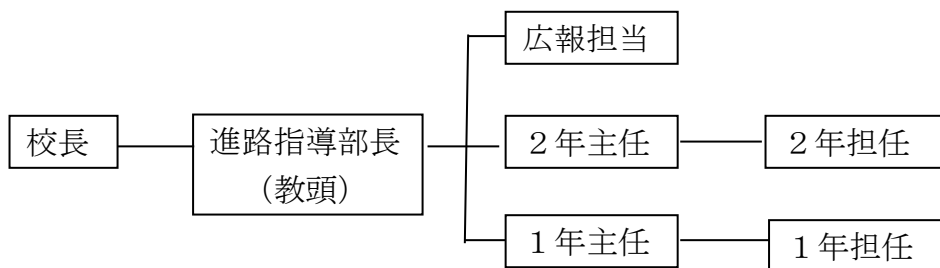 広報担当
校長
進路指導部長
(教頭)
２年主任
２年担任
１年主任
１年担任